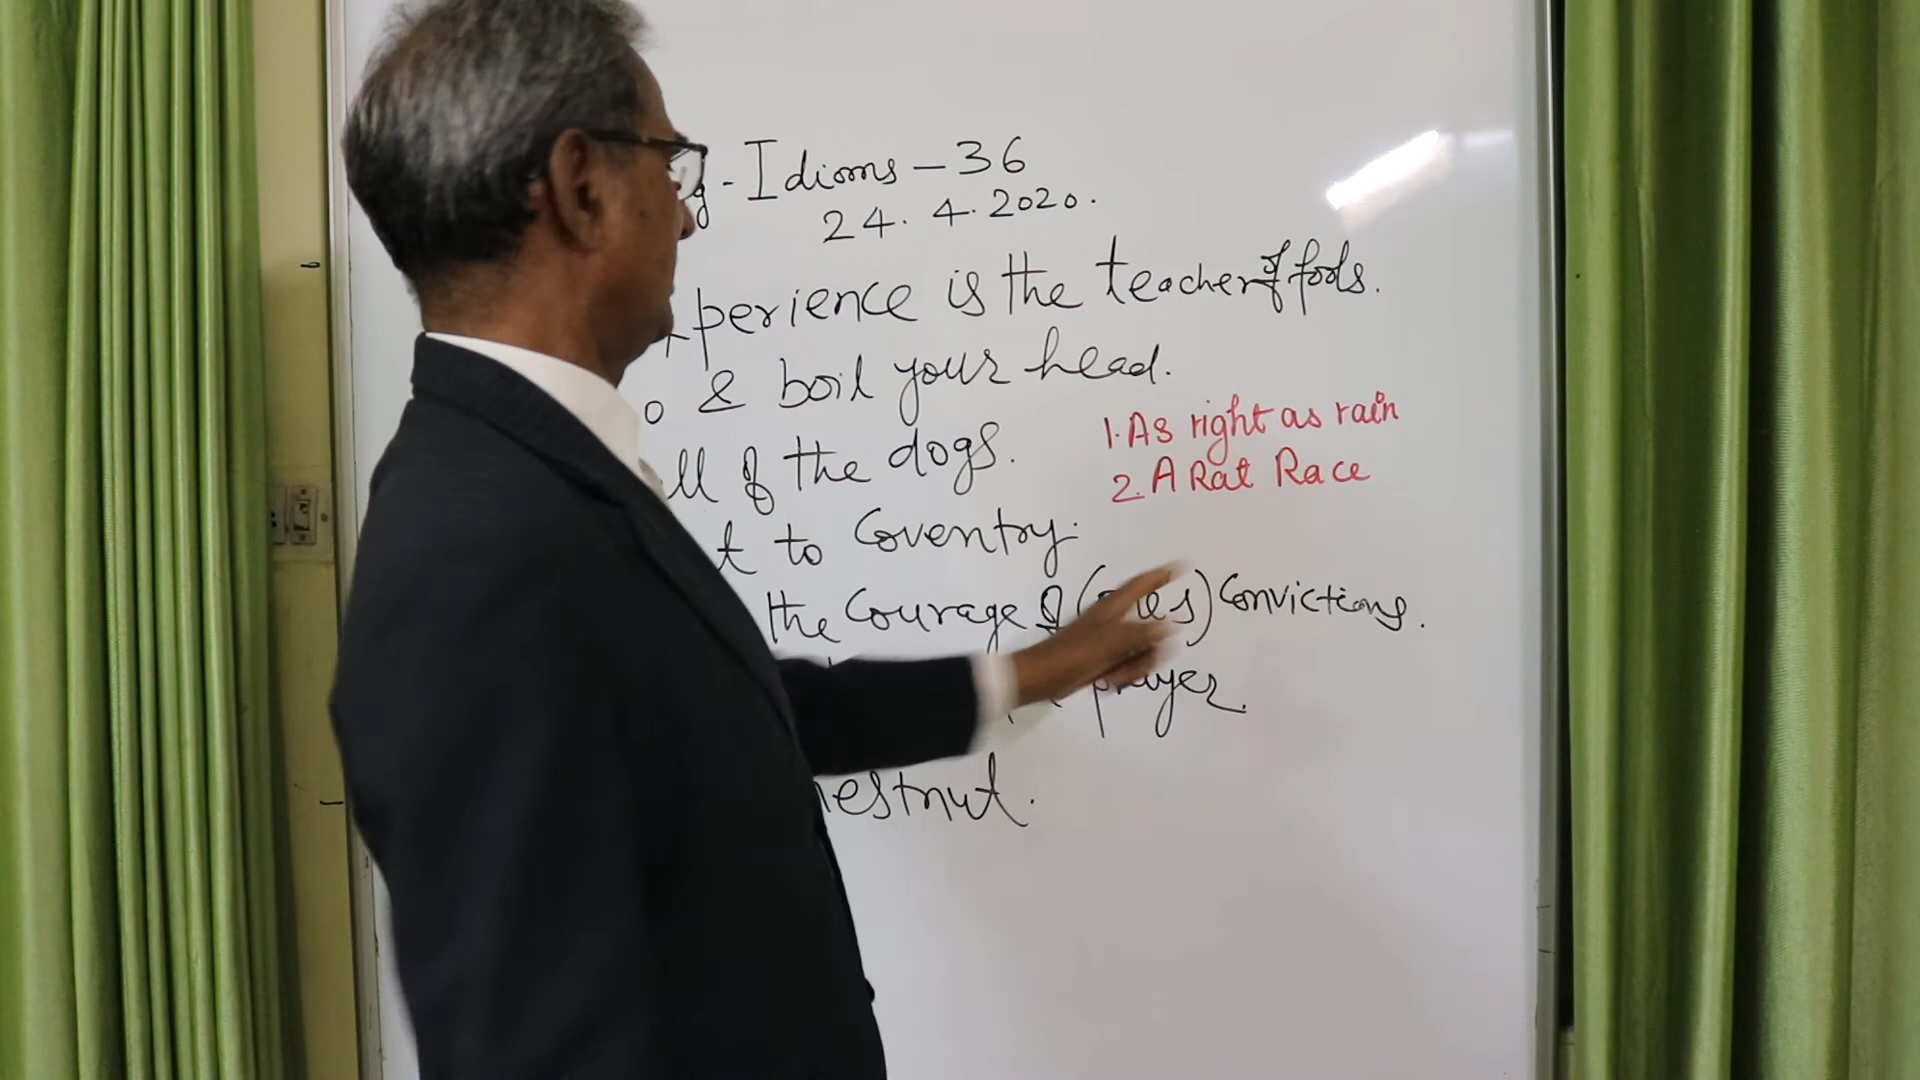 g - Idioms - 36
24. 4. 2020.
xperience is the teacher of fools.
o & boil your head.
ll of the dogs.
1. As right as rain
2. A Rat Race
t to Coventry.
the Courage of (one's) Convictions.
prayer.
hestnut.